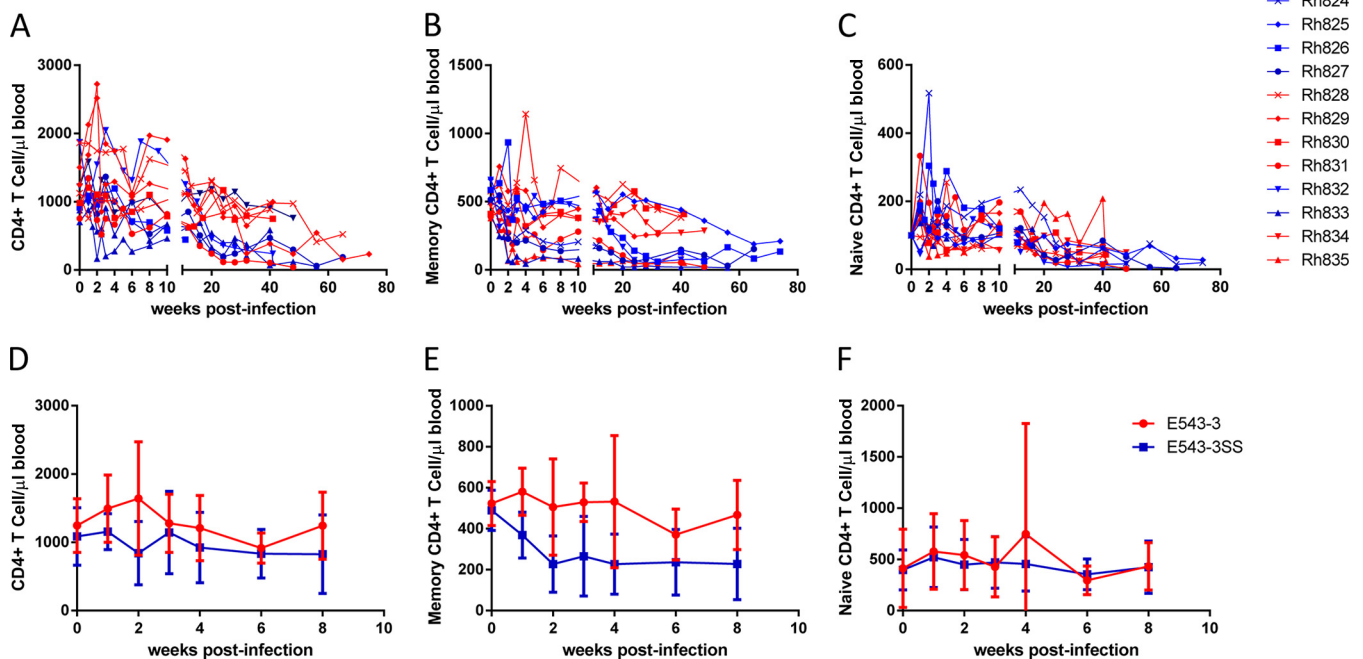 A
CD4+ T Cell/μl blood
3000
2000
1000
0
0 2 4 6 8 10 20 40 60 80
weeks post-infection
B
Memory CD4+ T Cell/μl blood
1500
1000
500
0
0 2 4 6 8 10 20 40 60 80
weeks post-infection
C
Naive CD4+ T Cell/μl blood
600
400
200
0
0 2 4 6 8 10 20 40 60 80
weeks post-infection
Rh824
Rh825
Rh826
Rh827
Rh828
Rh829
Rh830
Rh831
Rh832
Rh833
Rh834
Rh835
D
CD4+ T Cell/μl blood
3000
2000
1000
0
0 2 4 6 8 10
weeks post-infection
E
Memory CD4+ T Cell/μl blood
1000
800
600
400
200
0
0 2 4 6 8 10
weeks post-infection
F
Naive CD4+ T Cell/μl blood
2000
1500
1000
500
0
0 2 4 6 8 10
weeks post-infection
E543-3
E543-3SS